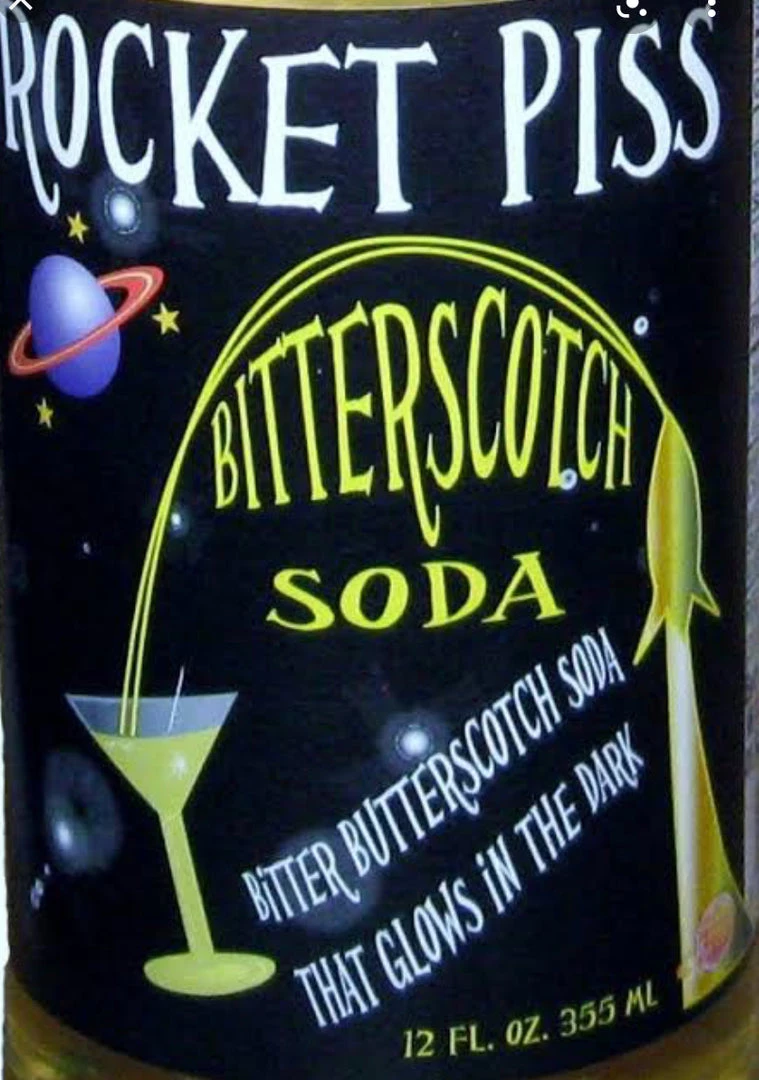 ROCKET PISS
BITTERSCOTCH
SODA
BITTER BUTTERSCOTCH SODA
THAT GLOWS IN THE DARK
12 FL. OZ. 355 ML